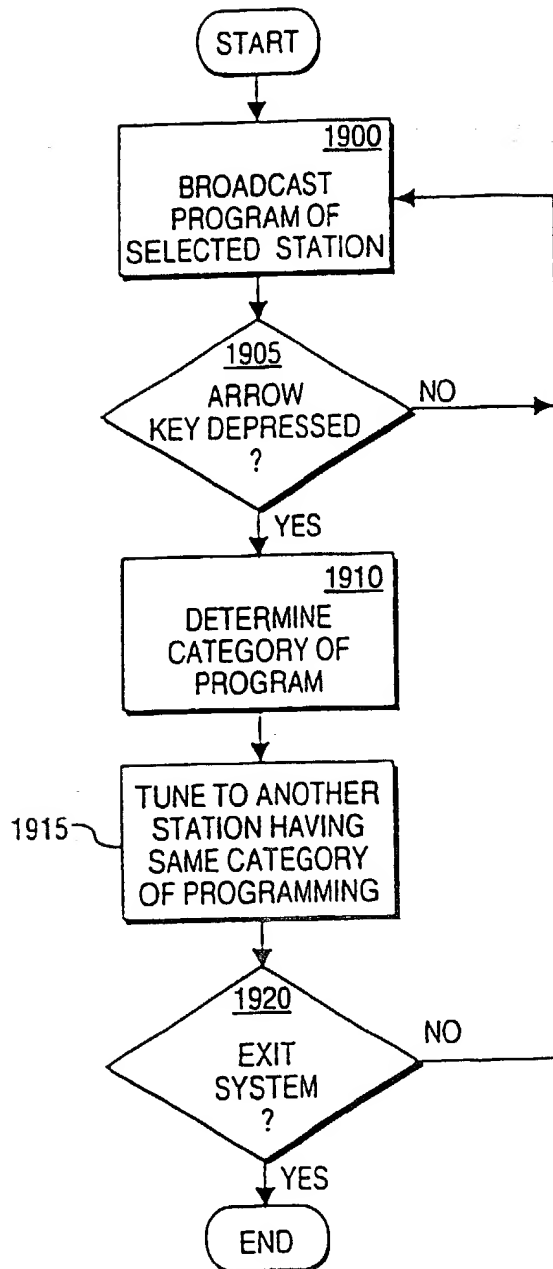 START
1900
BROADCAST
PROGRAM OF
SELECTED STATION
1905
ARROW
KEY DEPRESSED
?
NO
YES
1910
DETERMINE
CATEGORY OF
PROGRAM
1915
TUNE TO ANOTHER
STATION HAVING
SAME CATEGORY
OF PROGRAMMING
1920
EXIT
SYSTEM
?
NO
YES
END